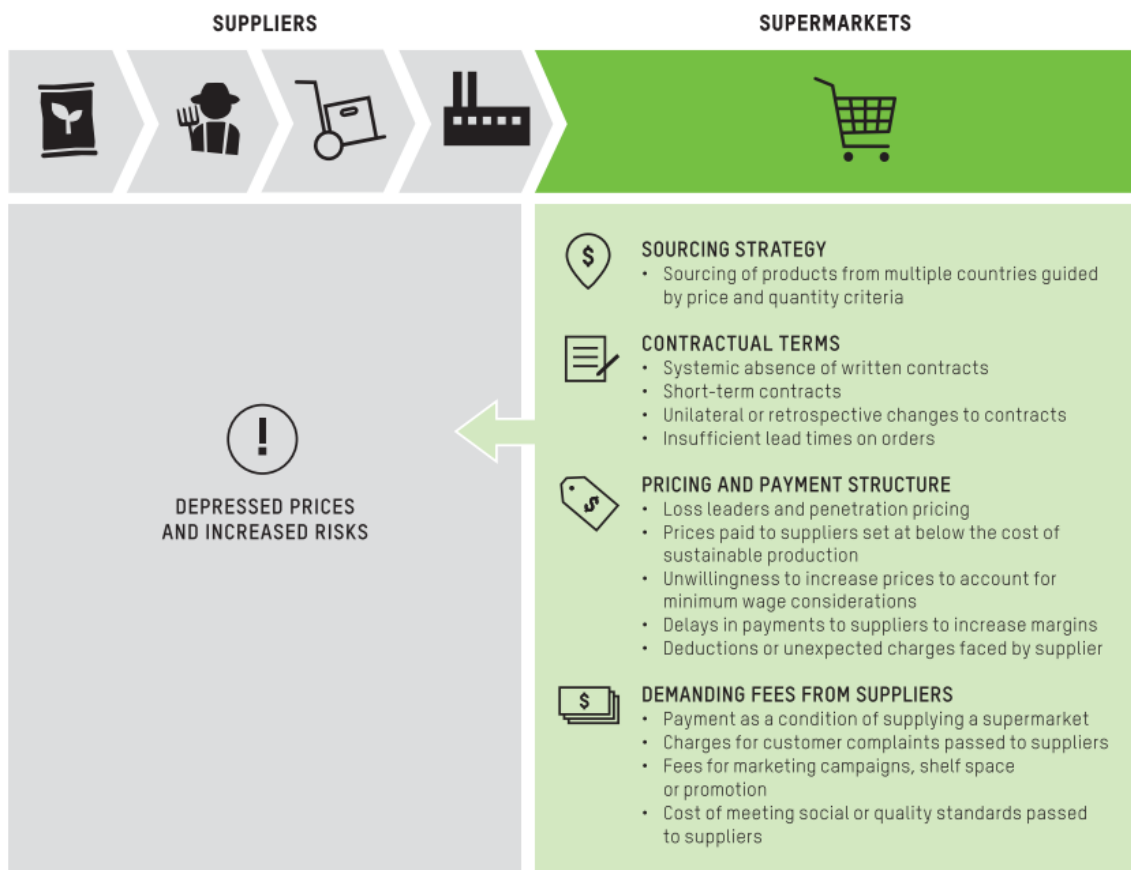 SUPPLIERS
SUPERMARKETS
$
SOURCING STRATEGY
• Sourcing of products from multiple countries guided
by price and quantity criteria
CONTRACTUAL TERMS
• Systemic absence of written contracts
• Short-term contracts
• Unilateral or retrospective changes to contracts
• Insufficient lead times on orders
!
DEPRESSED PRICES
AND INCREASED RISKS
$
PRICING AND PAYMENT STRUCTURE
• Loss leaders and penetration pricing
• Prices paid to suppliers set at below the cost of
sustainable production
• Unwillingness to increase prices to account for
minimum wage considerations
• Delays in payments to suppliers to increase margins
• Deductions or unexpected charges faced by supplier
$
DEMANDING FEES FROM SUPPLIERS
• Payment as a condition of supplying a supermarket
• Charges for customer complaints passed to suppliers
• Fees for marketing campaigns, shelf space
or promotion
• Cost of meeting social or quality standards passed
to suppliers